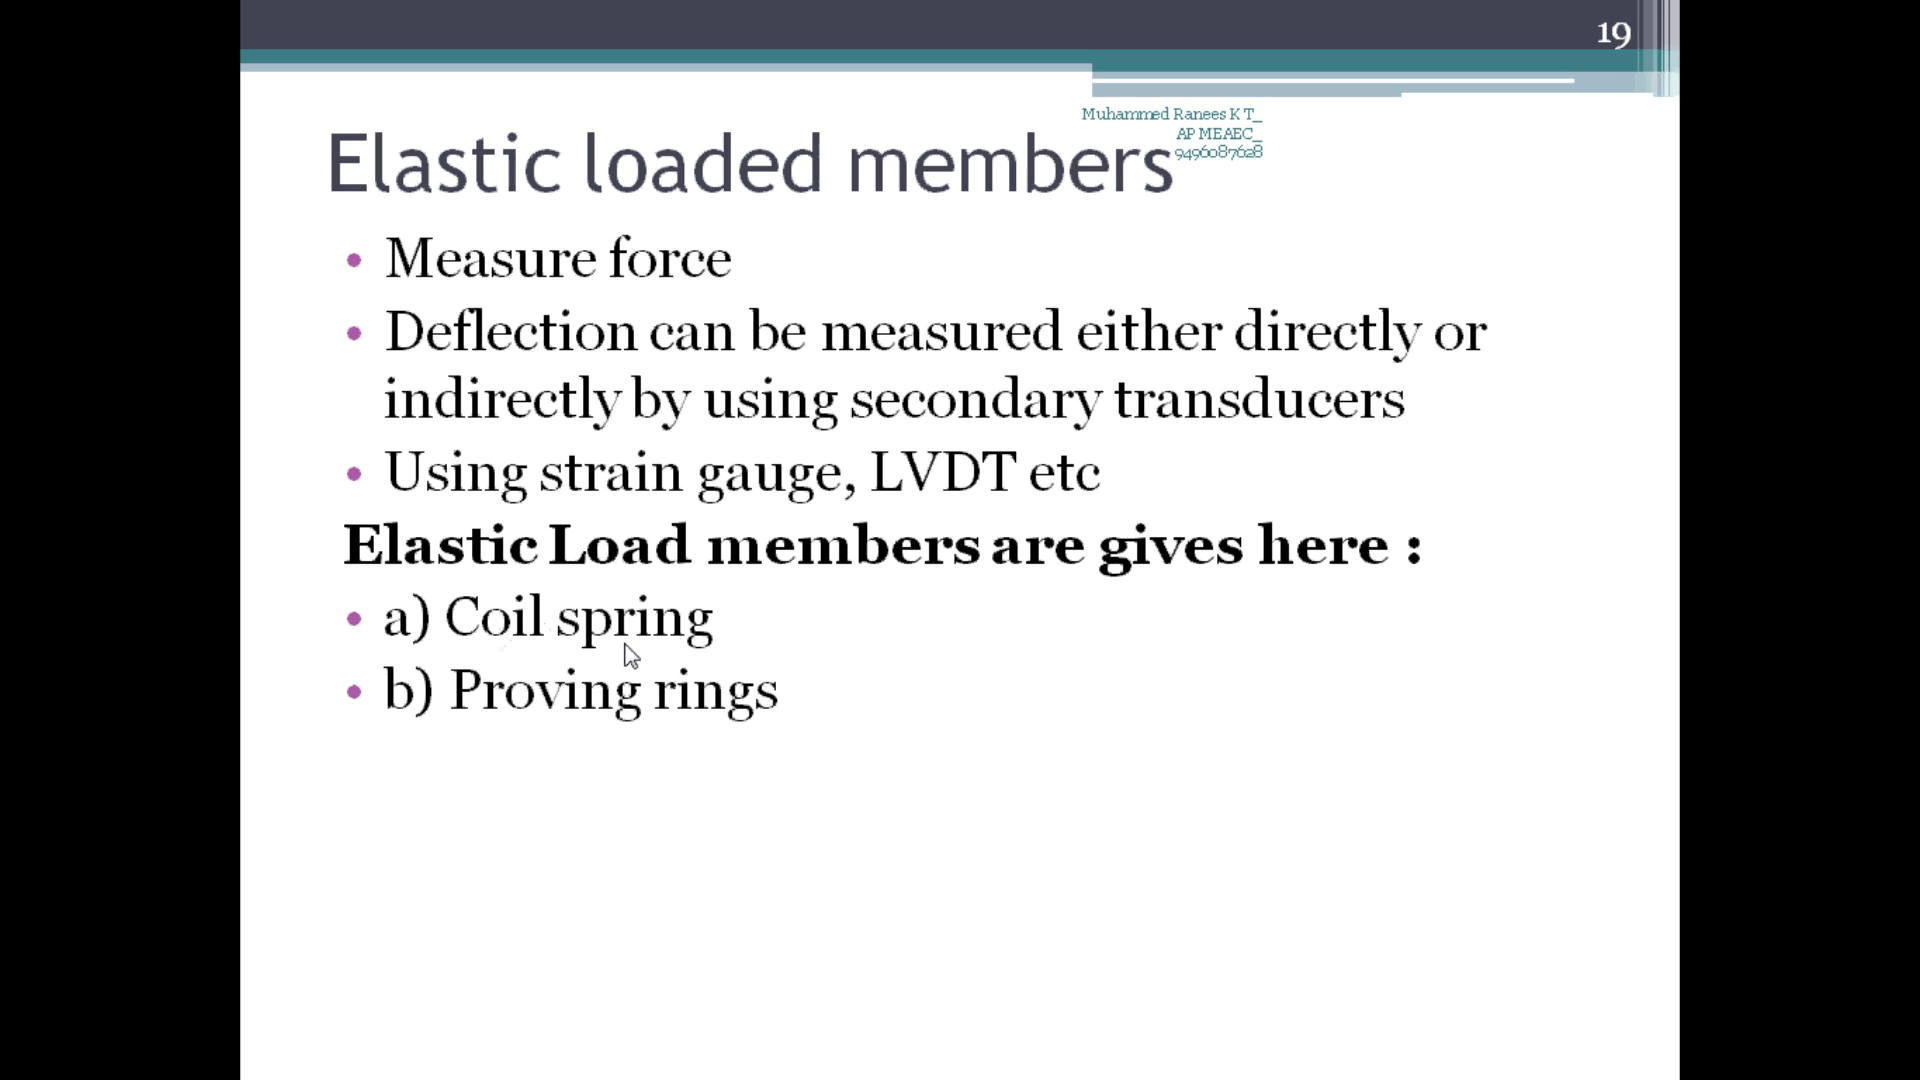 19
Muhammed Ranees K T_
AP MEAEC_
9496087628
Elastic loaded members
• Measure force
• Deflection can be measured either directly or
indirectly by using secondary transducers
• Using strain gauge, LVDT etc
Elastic Load members are gives here :
• a) Coil spring
• b) Proving rings